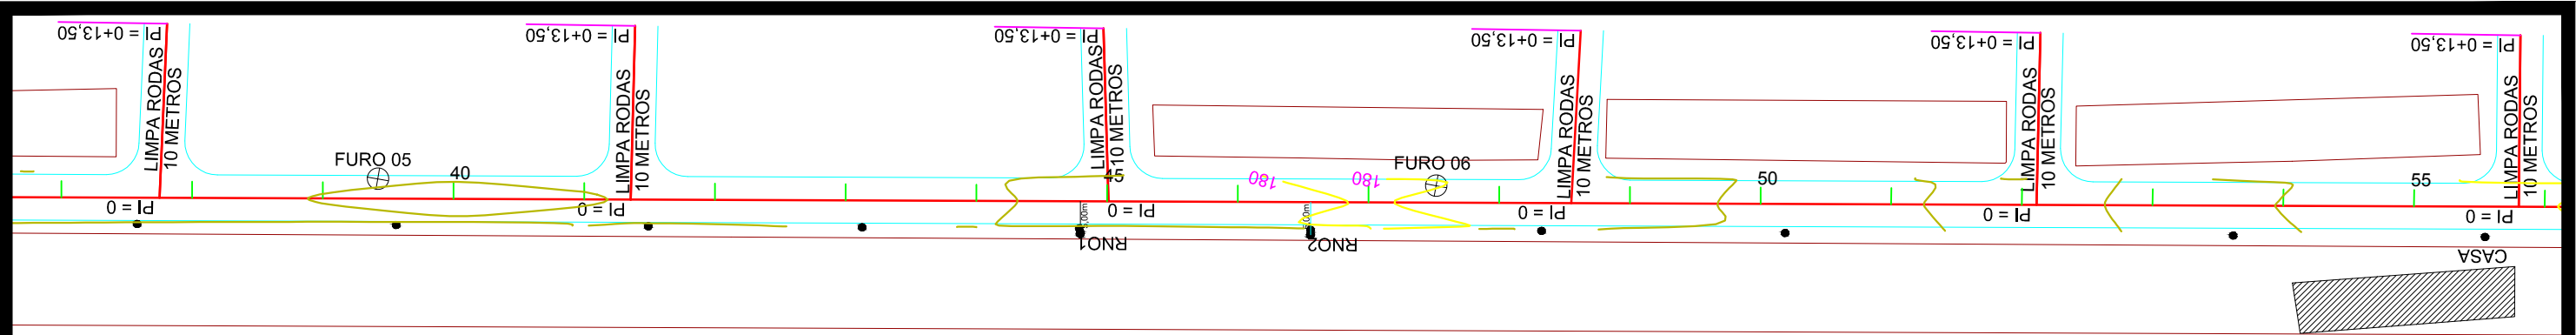 PI = 0+13,50
PI = 0+13,50
PI = 0+13,50
PI = 0+13,50
PI = 0+13,50
PI = 0+13,50
LIMPA RODAS
10 METROS
LIMPA RODAS
10 METROS
LIMPA RODAS
10 METROS
LIMPA RODAS
10 METROS
LIMPA RODAS
10 METROS
LIMPA RODAS
10 METROS
FURO 05
40
45
180
180
FURO 06
50
55
PI = 0
PI = 0
PI = 0
PI = 0
PI = 0
PI = 0
RNO1
RNO2
CASA